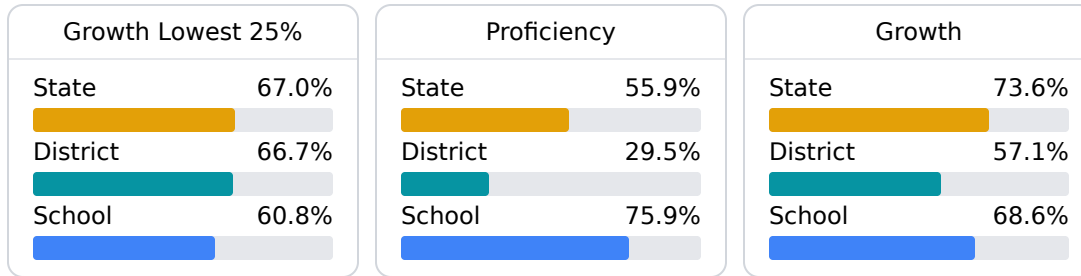 Growth Lowest 25%
State 67.0%
District 66.7%
School 60.8%
Proficiency
State 55.9%
District 29.5%
School 75.9%
Growth
State 73.6%
District 57.1%
School 68.6%